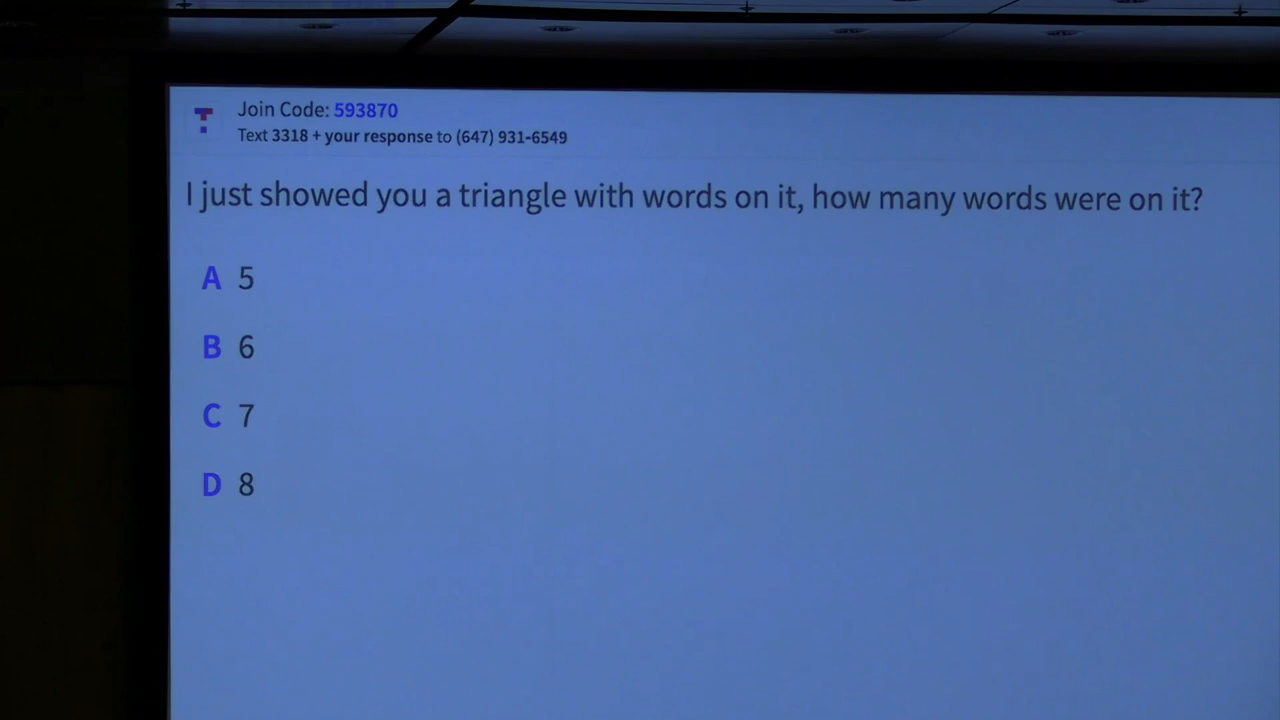 Join Code: 593870
Text 3318 + your response to (647) 931-6549
I just showed you a triangle with words on it, how many words were on it?
A 5
B 6
C 7
D 8